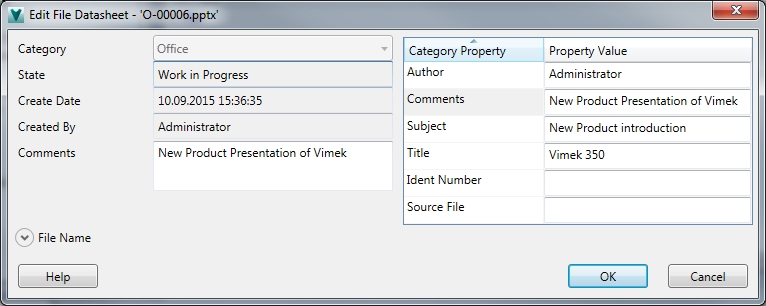 Edit File Datasheet - 'O-00006.pptx'
Category Office
State Work in Progress
Create Date 10.09.2015 15:36:35
Created By Administrator
Comments New Product Presentation of Vimek
Category Property Property Value
Author Administrator
Comments New Product Presentation of Vimek
Subject New Product introduction
Title Vimek 350
Ident Number
Source File
File Name
Help OK Cancel